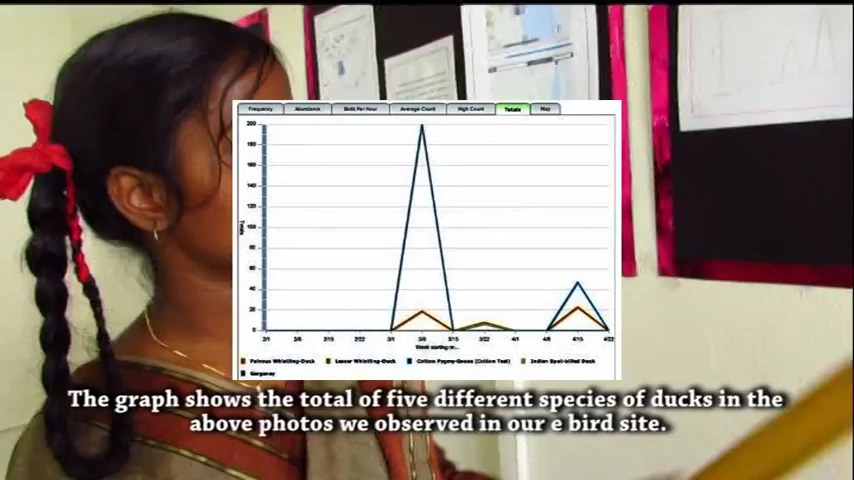 Frequency Abundance Birds Per Hour Average Count High Count Totals Map
200
180
160
140
120
100
80
60
40
20
0
Totals
2/1 2/8 2/15 2/22 3/1 3/8 3/15 3/22 4/1 4/8 4/15 4/22
Week starting on...
Fulvous Whistling-Duck Lesser Whistling-Duck Cotton Pygmy-Goose (Cotton Teal) Indian Spot-billed Duck
Garganey
The graph shows the total of five different species of ducks in the
above photos we observed in our e bird site.